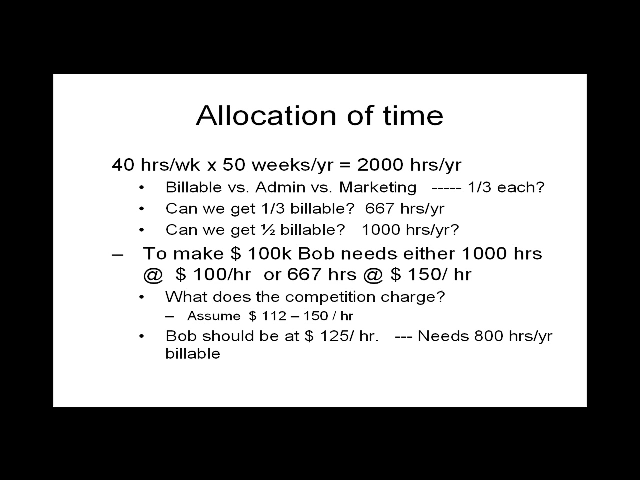 Allocation of time
40 hrs/wk x 50 weeks/yr = 2000 hrs/yr
• Billable vs. Admin vs. Marketing ----- 1/3 each?
• Can we get 1/3 billable? 667 hrs/yr
• Can we get ½ billable? 1000 hrs/yr?
– To make $ 100k Bob needs either 1000 hrs
@ $ 100/hr or 667 hrs @ $ 150/ hr
• What does the competition charge?
– Assume $ 112 – 150 / hr
• Bob should be at $ 125/ hr. --- Needs 800 hrs/yr
billable